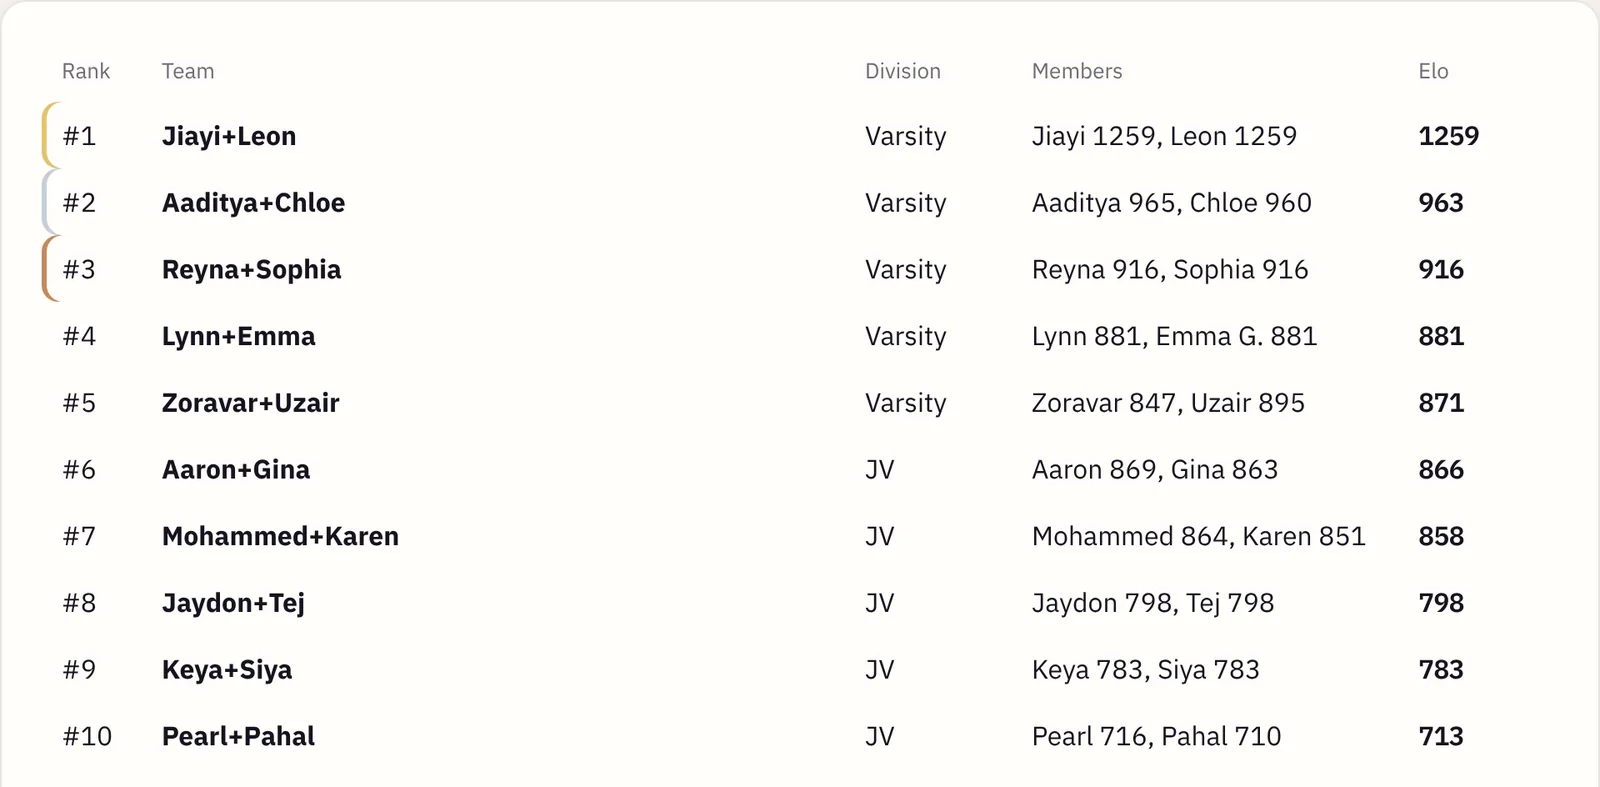 Rank Team Division Members Elo
#1 Jiayi+Leon Varsity Jiayi 1259, Leon 1259 1259
#2 Aaditya+Chloe Varsity Aaditya 965, Chloe 960 963
#3 Reyna+Sophia Varsity Reyna 916, Sophia 916 916
#4 Lynn+Emma Varsity Lynn 881, Emma G. 881 881
#5 Zoravar+Uzair Varsity Zoravar 847, Uzair 895 871
#6 Aaron+Gina JV Aaron 869, Gina 863 866
#7 Mohammed+Karen JV Mohammed 864, Karen 851 858
#8 Jaydon+Tej JV Jaydon 798, Tej 798 798
#9 Keya+Siya JV Keya 783, Siya 783 783
#10 Pearl+Pahal JV Pearl 716, Pahal 710 713